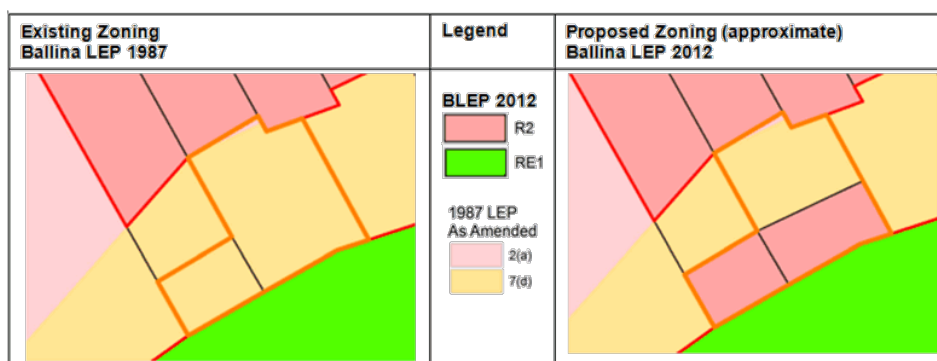 Existing Zoning
Ballina LEP 1987
Legend
Proposed Zoning (approximate)
Ballina LEP 2012
BLEP 2012
R2
RE1
1987 LEP
As Amended
2(a)
7(d)